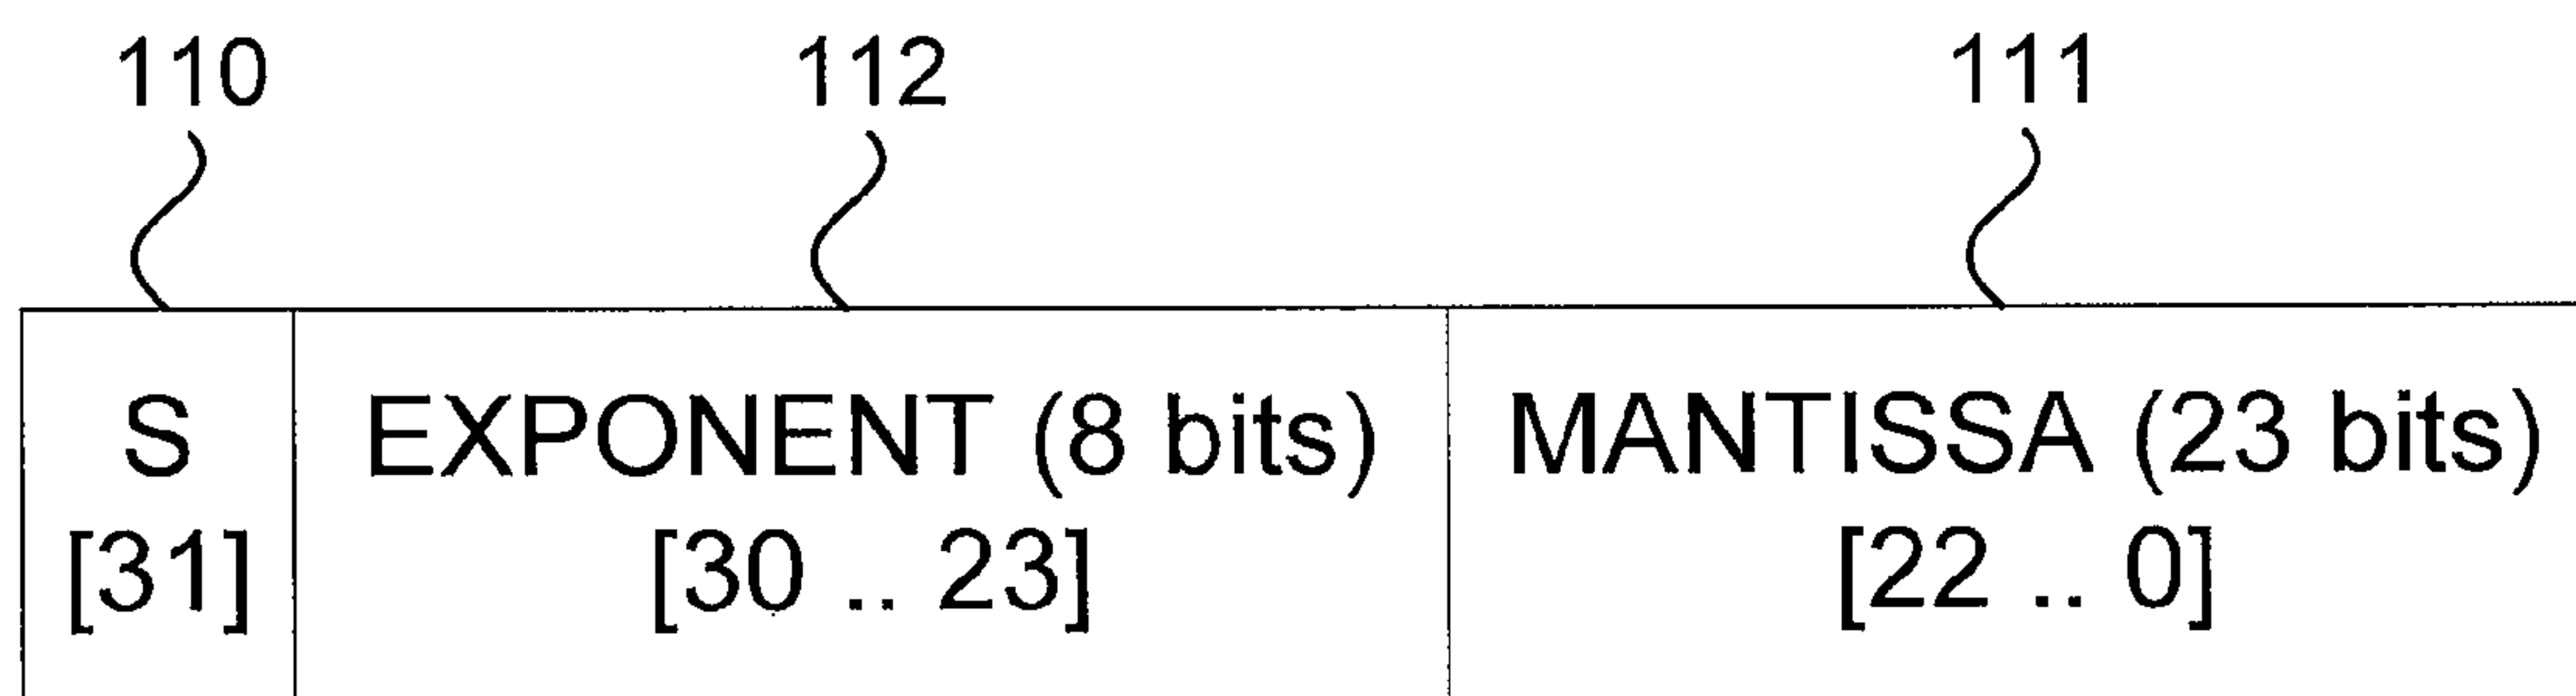 110 112 111
S EXPONENT (8 bits) MANTISSA (23 bits)
[31] [30 .. 23] [22 .. 0]